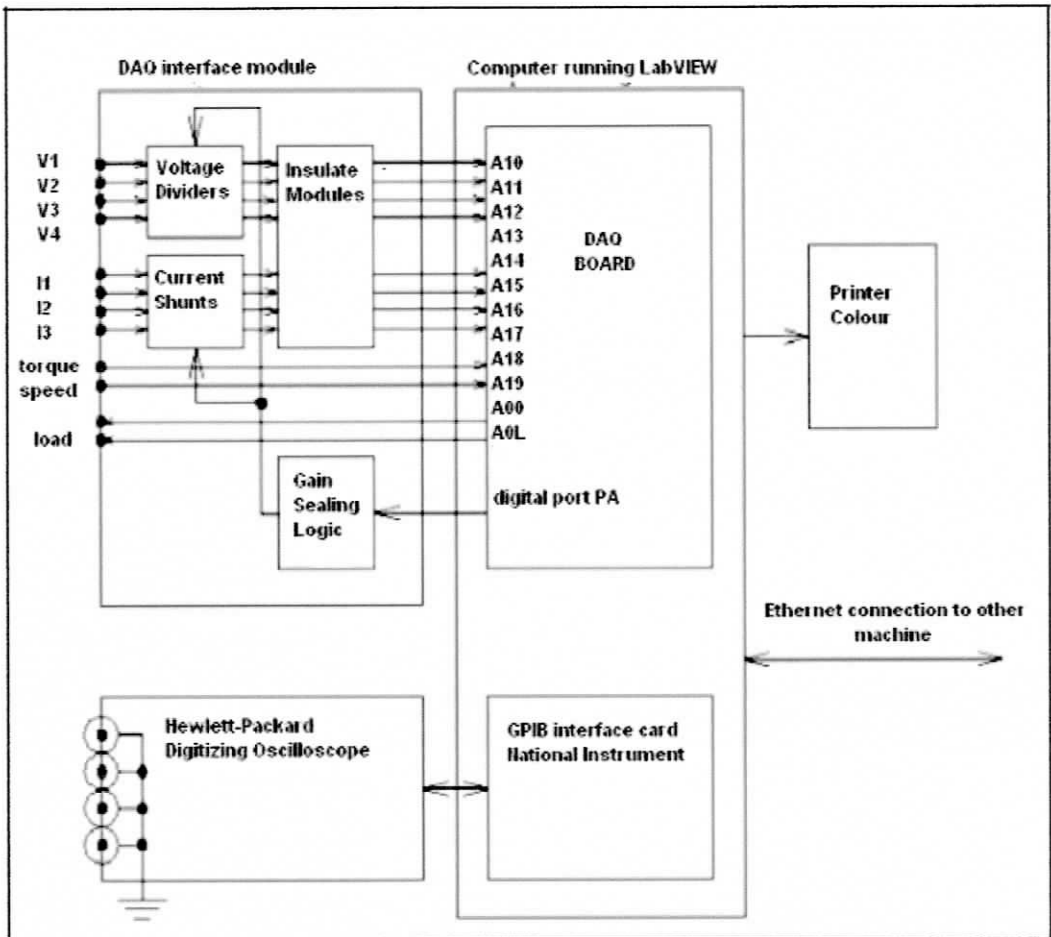 DAQ interface module
Computer running LabVIEW
V1
V2
V3
V4
Voltage
Dividers
Insulate
Modules
I1
I2
I3
Current
Shunts
torque
speed
load
Gain
Sealing
Logic
A10
A11
A12
A13
A14
A15
A16
A17
A18
A19
A00
A0L
digital port PA
DAQ
BOARD
Printer
Colour
Ethernet connection to other
machine
Hewlett-Packard
Digitizing Oscilloscope
GPIB interface card
National Instrument